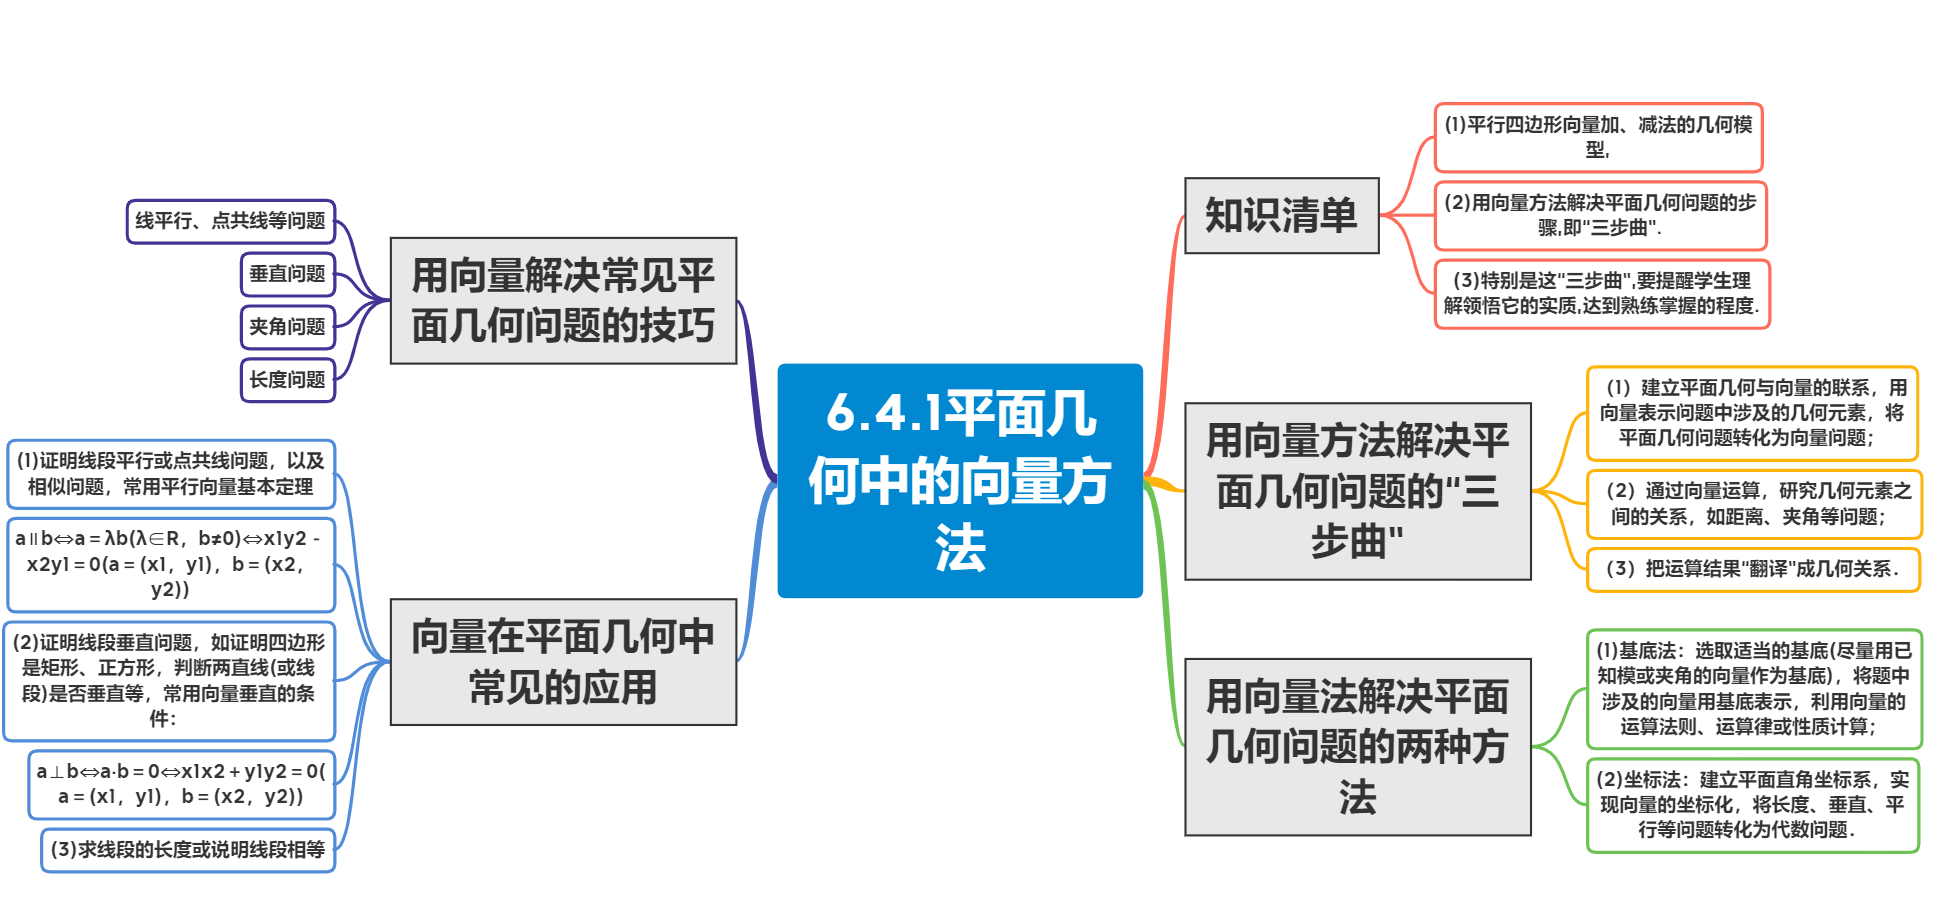 6.4.1平面几
何中的向量方
法
知识清单
(1)平行四边形向量加、减法的几何模
型,
(2)用向量方法解决平面几何问题的步
骤,即“三步曲".
(3)特别是这“三步曲",要提醒学生理
解领悟它的实质,达到熟练掌握的程度.
用向量方法解决平
面几何问题的“三
步曲"
（1）建立平面几何与向量的联系，用
向量表示问题中涉及的几何元素，将
平面几何问题转化为向量问题；
（2）通过向量运算，研究几何元素之
间的关系，如距离、夹角等问题；
（3）把运算结果“翻译"成几何关系．
用向量法解决平面
几何问题的两种方
法
(1)基底法：选取适当的基底(尽量用已
知模或夹角的向量作为基底)，将题中
涉及的向量用基底表示，利用向量的
运算法则、运算律或性质计算；
(2)坐标法：建立平面直角坐标系，实
现向量的坐标化，将长度、垂直、平
行等问题转化为代数问题．
用向量解决常见平
面几何问题的技巧
线平行、点共线等问题
垂直问题
夹角问题
长度问题
向量在平面几何中
常见的应用
(1)证明线段平行或点共线问题，以及
相似问题，常用平行向量基本定理
a∥b⇔a＝λb(λ∈R，b≠0)⇔x1y2－
x2y1＝0(a＝(x1，y1)，b＝(x2，
y2))
(2)证明线段垂直问题，如证明四边形
是矩形、正方形，判断两直线(或线
段)是否垂直等，常用向量垂直的条
件：
a⊥b⇔a·b＝0⇔x1x2＋y1y2＝0(
a＝(x1，y1)，b＝(x2，y2))
(3)求线段的长度或说明线段相等